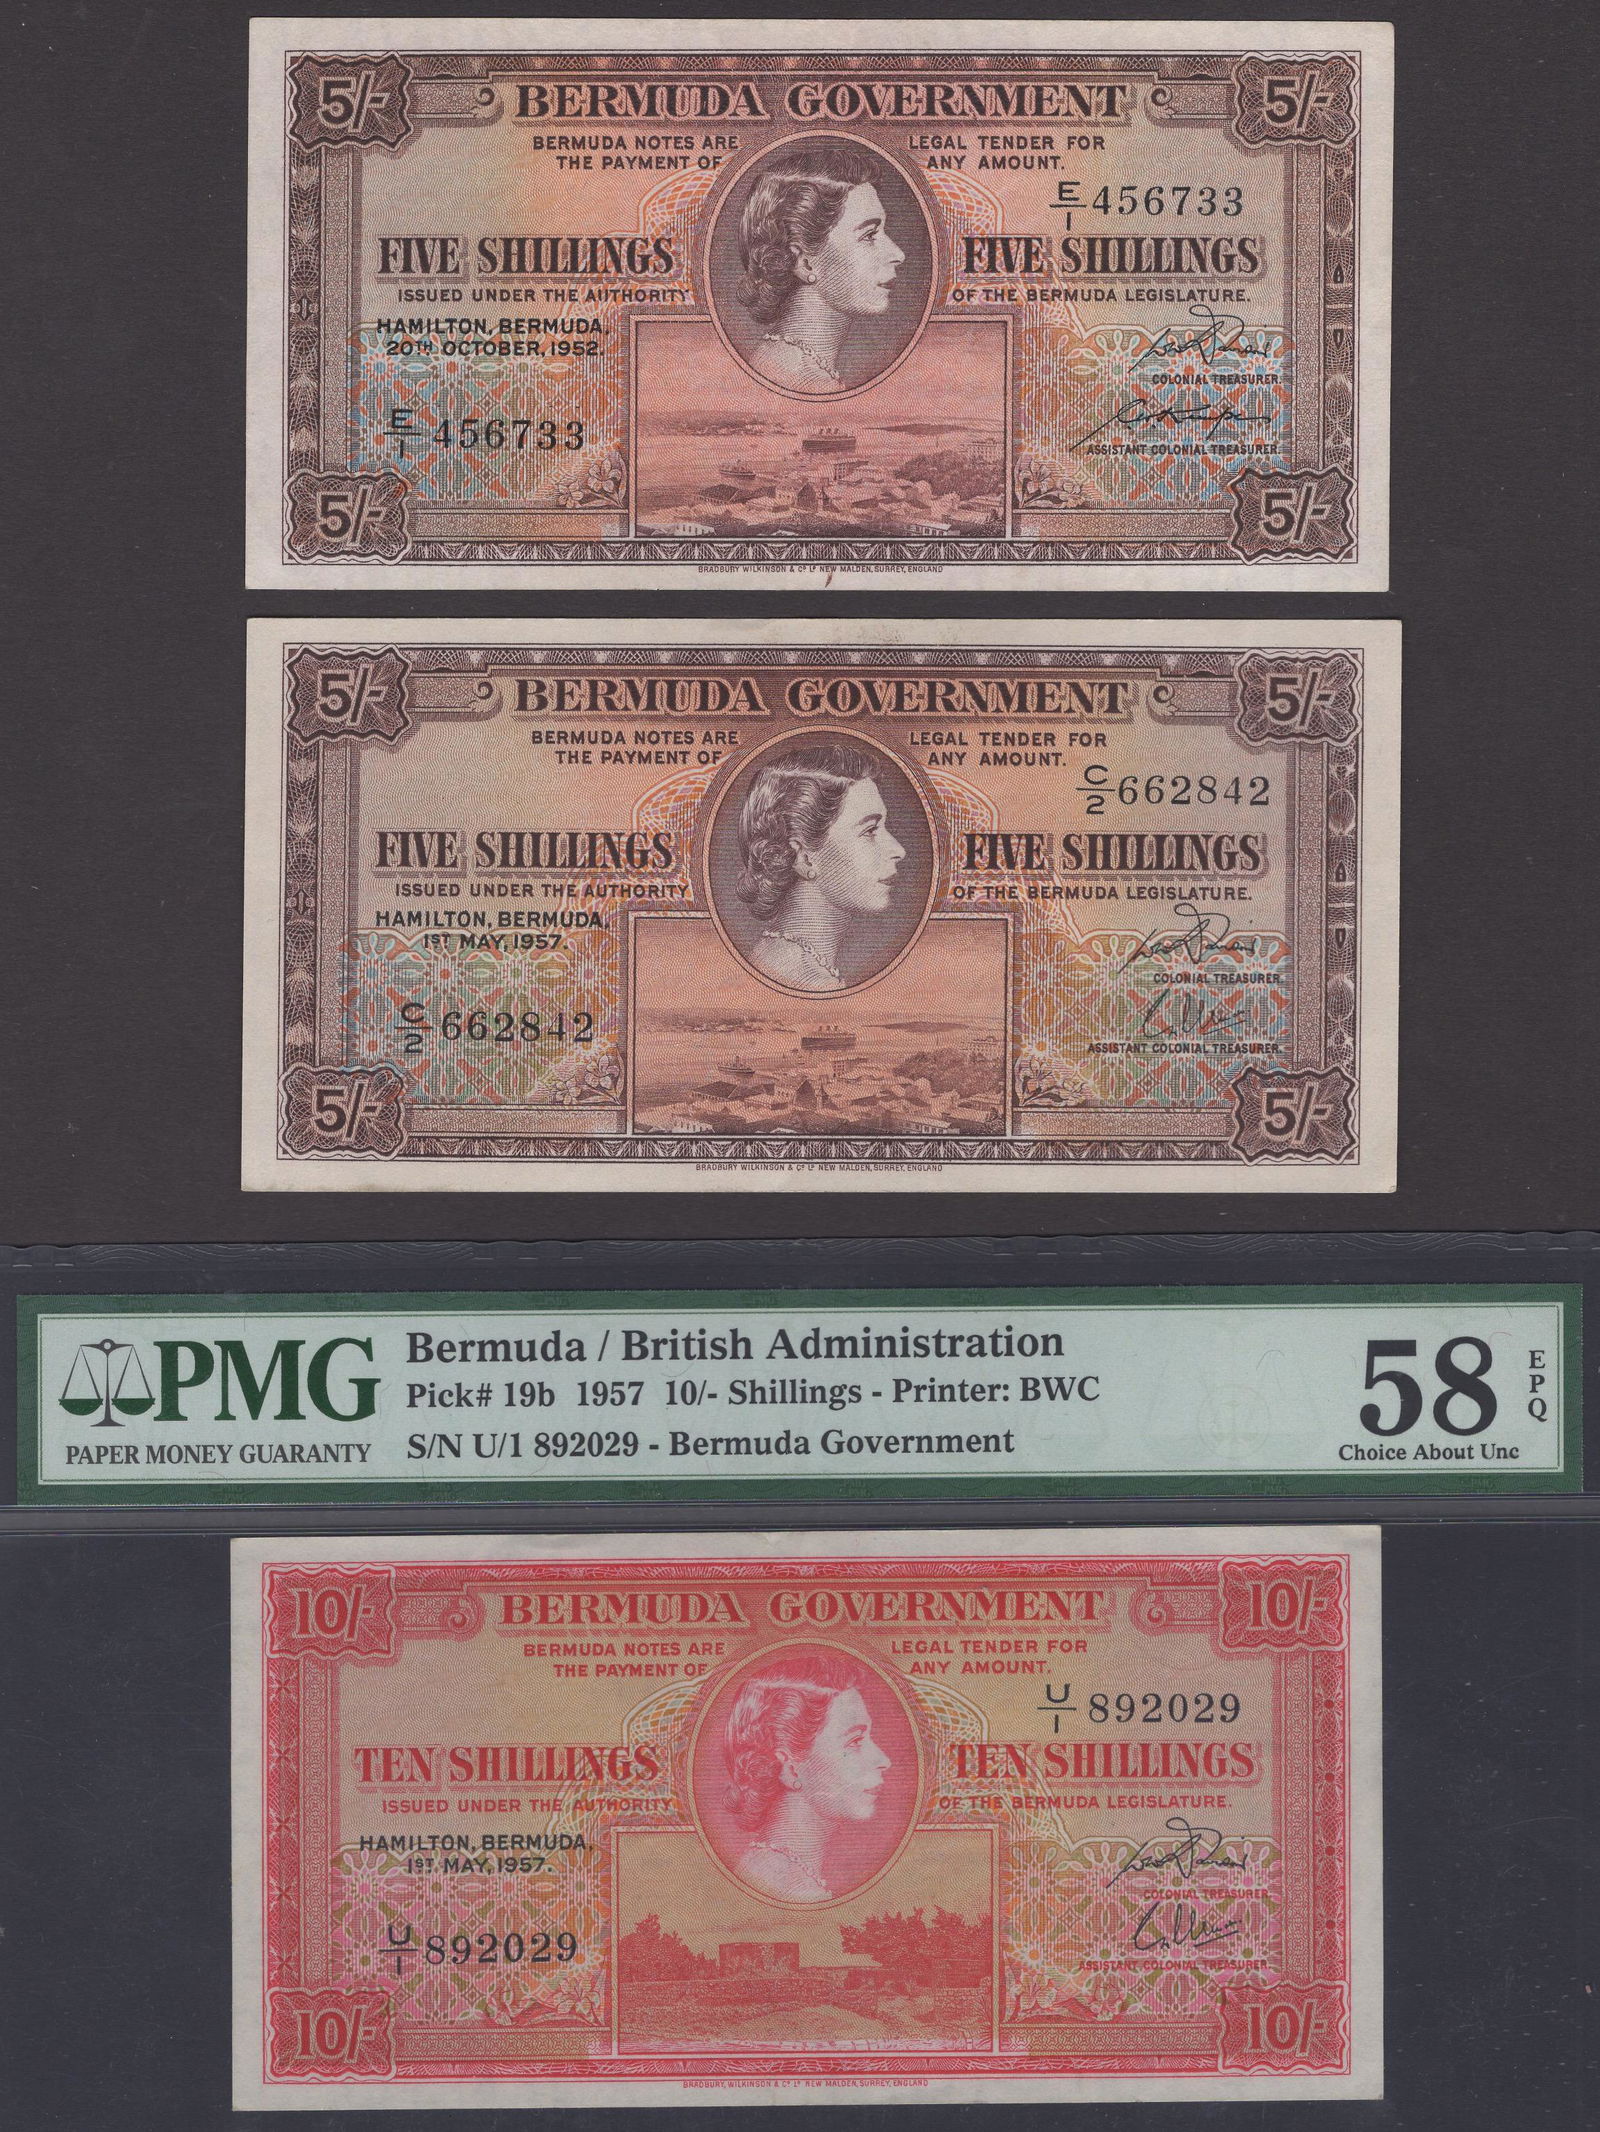 5/- BERMUDA GOVERNMENT 5/-
BERMUDA NOTES ARE LEGAL TENDER FOR
THE PAYMENT OF ANY AMOUNT.
E/1 456733
FIVE SHILLINGS FIVE SHILLINGS
ISSUED UNDER THE AUTHORITY OF THE BERMUDA LEGISLATURE.
HAMILTON, BERMUDA,
20TH OCTOBER, 1952.
COLONIAL TREASURER.
E/1 456733
ASSISTANT COLONIAL TREASURER.
5/- 5/-
BRADBURY WILKINSON & Co Ld NEW MALDEN, SURREY, ENGLAND
5/- BERMUDA GOVERNMENT 5/-
BERMUDA NOTES ARE LEGAL TENDER FOR
THE PAYMENT OF ANY AMOUNT.
C/2 662842
FIVE SHILLINGS FIVE SHILLINGS
ISSUED UNDER THE AUTHORITY OF THE BERMUDA LEGISLATURE.
HAMILTON, BERMUDA,
1ST MAY, 1957.
COLONIAL TREASURER.
C/2 662842
ASSISTANT COLONIAL TREASURER.
5/- 5/-
BRADBURY WILKINSON & Co Ld NEW MALDEN, SURREY, ENGLAND
PMG
PAPER MONEY GUARANTY
Bermuda / British Administration
Pick# 19b 1957 10/- Shillings - Printer: BWC
S/N U/1 892029 - Bermuda Government
58 EPQ
Choice About Unc
10/- BERMUDA GOVERNMENT 10/-
BERMUDA NOTES ARE LEGAL TENDER FOR
THE PAYMENT OF ANY AMOUNT.
U/1 892029
TEN SHILLINGS TEN SHILLINGS
ISSUED UNDER THE AUTHORITY OF THE BERMUDA LEGISLATURE.
HAMILTON, BERMUDA,
1ST MAY, 1957.
COLONIAL TREASURER.
U/1 892029
ASSISTANT COLONIAL TREASURER.
10/- 10/-
BRADBURY, WILKINSON & Co Ld NEW MALDEN, SURREY, ENGLAND